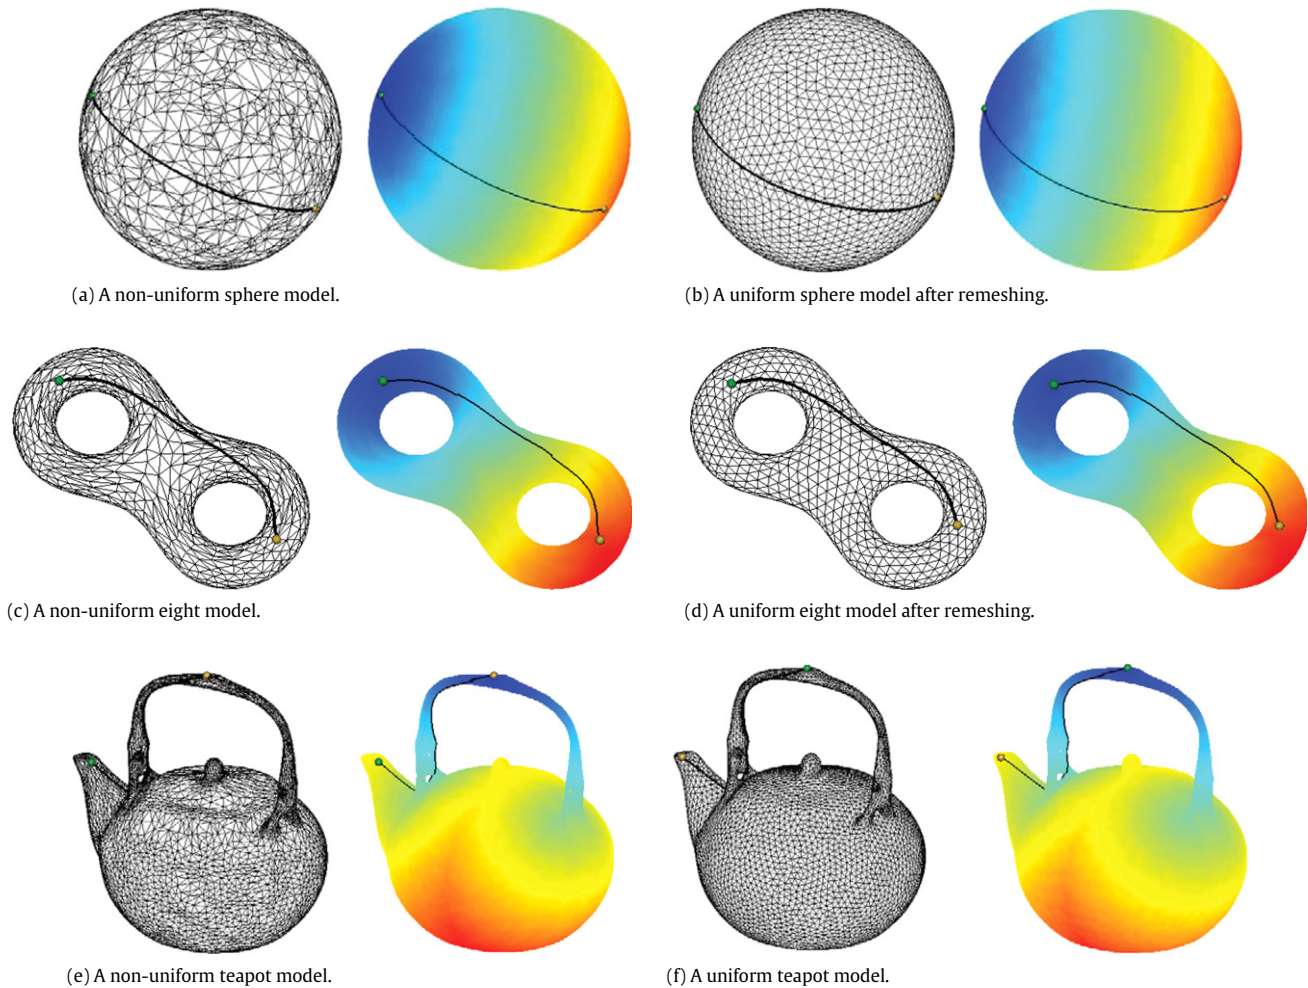 (a) A non-uniform sphere model.
(b) A uniform sphere model after remeshing.
(c) A non-uniform eight model.
(d) A uniform eight model after remeshing.
(e) A non-uniform teapot model.
(f) A uniform teapot model.